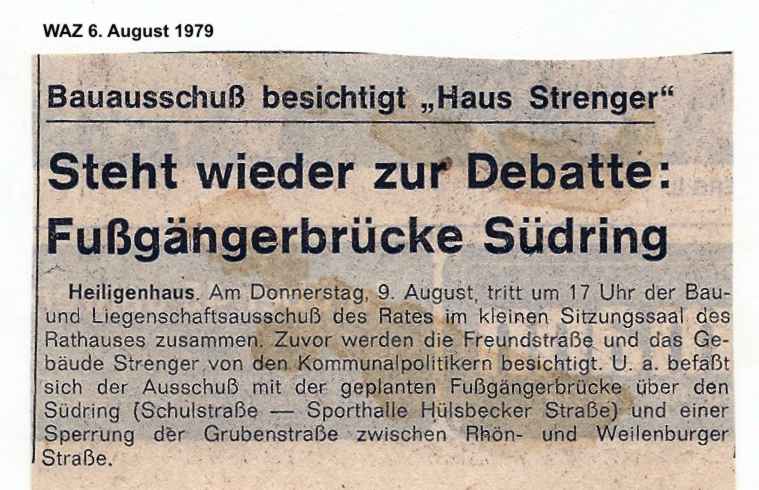 WAZ 6. August 1979
Bauausschuß besichtigt „Haus Strenger“
Steht wieder zur Debatte:
Fußgängerbrücke Südring
Heiligenhaus. Am Donnerstag, 9. August, tritt um 17 Uhr der Bau-
und Liegenschaftsausschuß des Rates im kleinen Sitzungssaal des
Rathauses zusammen. Zuvor werden die Freundstraße und das Ge-
bäude Strenger von den Kommunalpolitikern besichtigt. U. a. befaßt
sich der Ausschuß mit der geplanten Fußgängerbrücke über den
Südring (Schulstraße — Sporthalle Hülsbecker Straße) und einer
Sperrung der Grubenstraße zwischen Rhön- und Weilenburger
Straße.